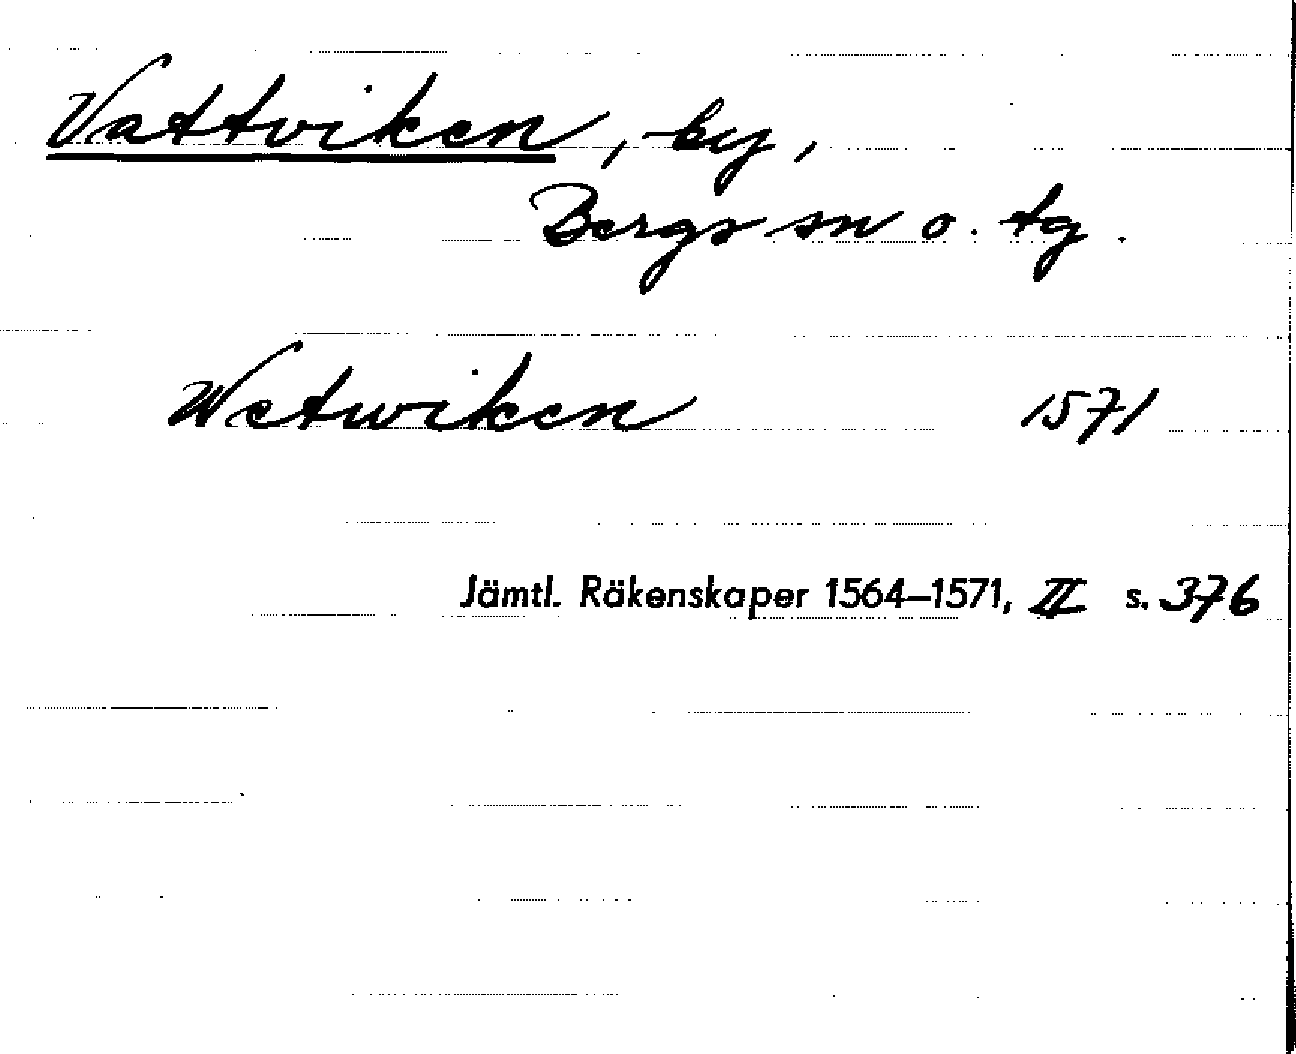 Vattviken, by,
Bergs sn o. tg.
Wetwiken 1571
Jämtl. Räkenskaper 1564–1571, II s. 376